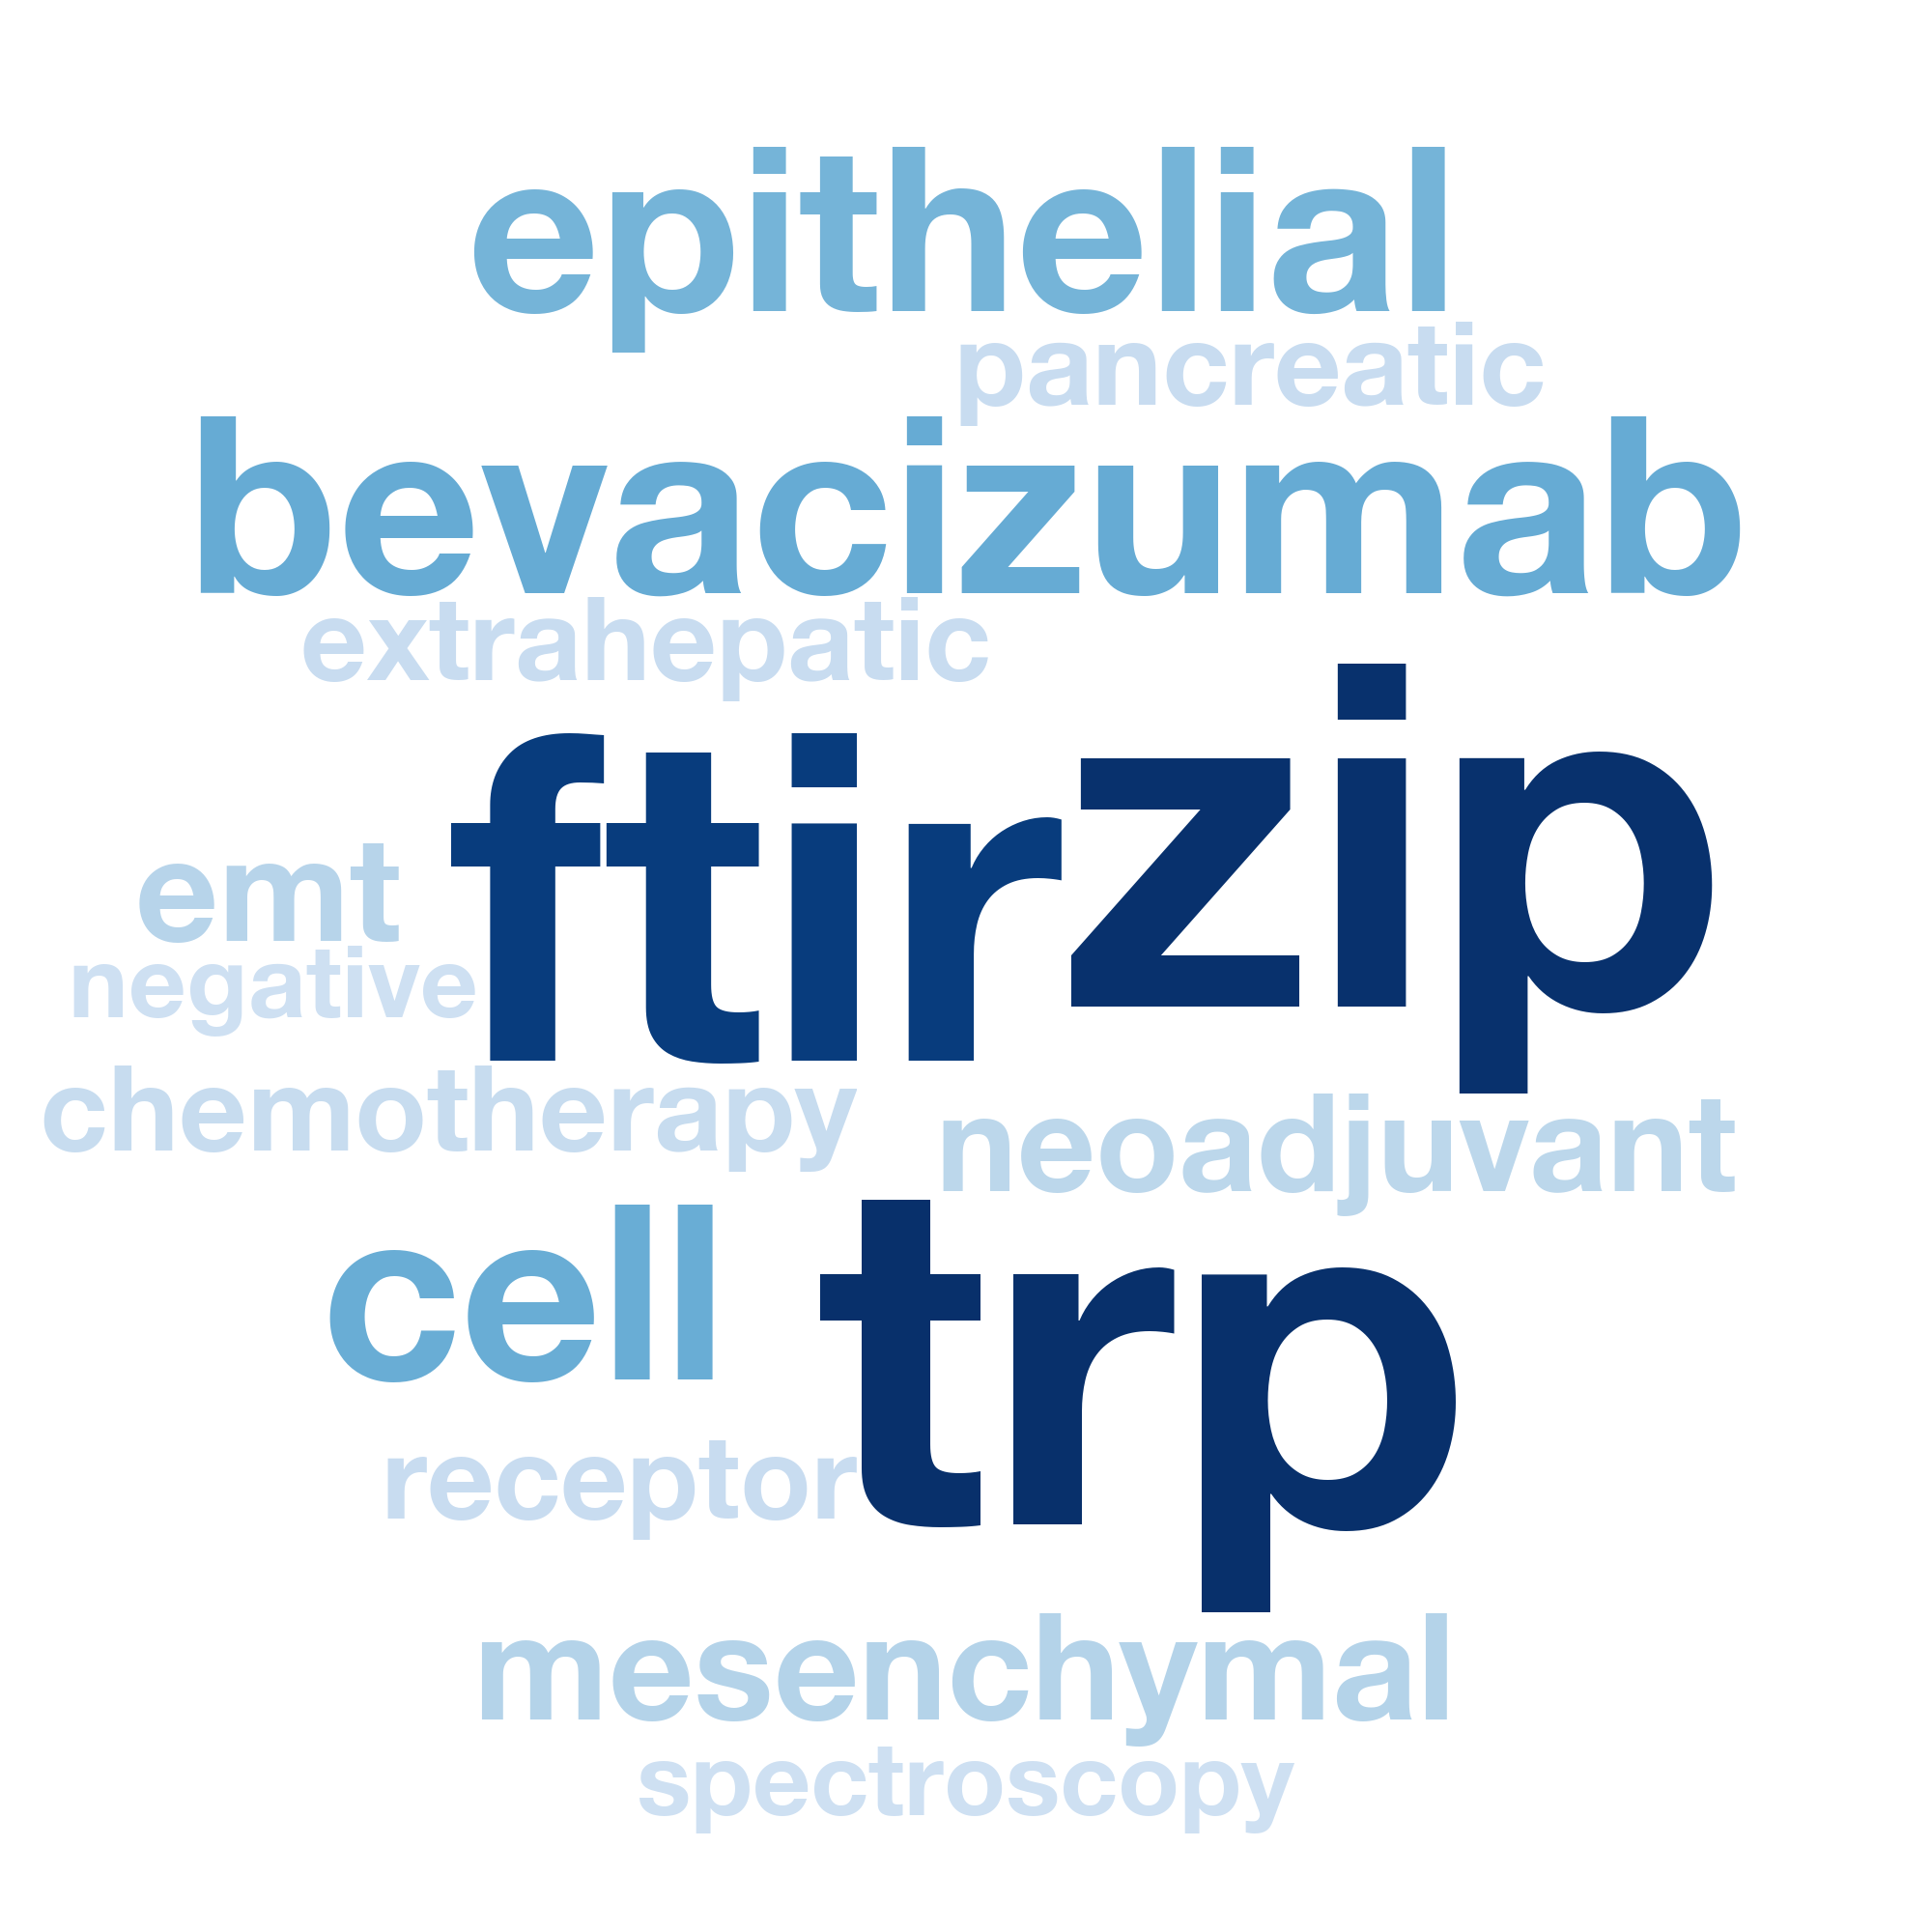 epithelial
pancreatic
bevacizumab
extrahepatic
ftir zip
emt
negative
chemotherapy
neoadjuvant
cell
trp
receptor
mesenchymal
spectroscopy